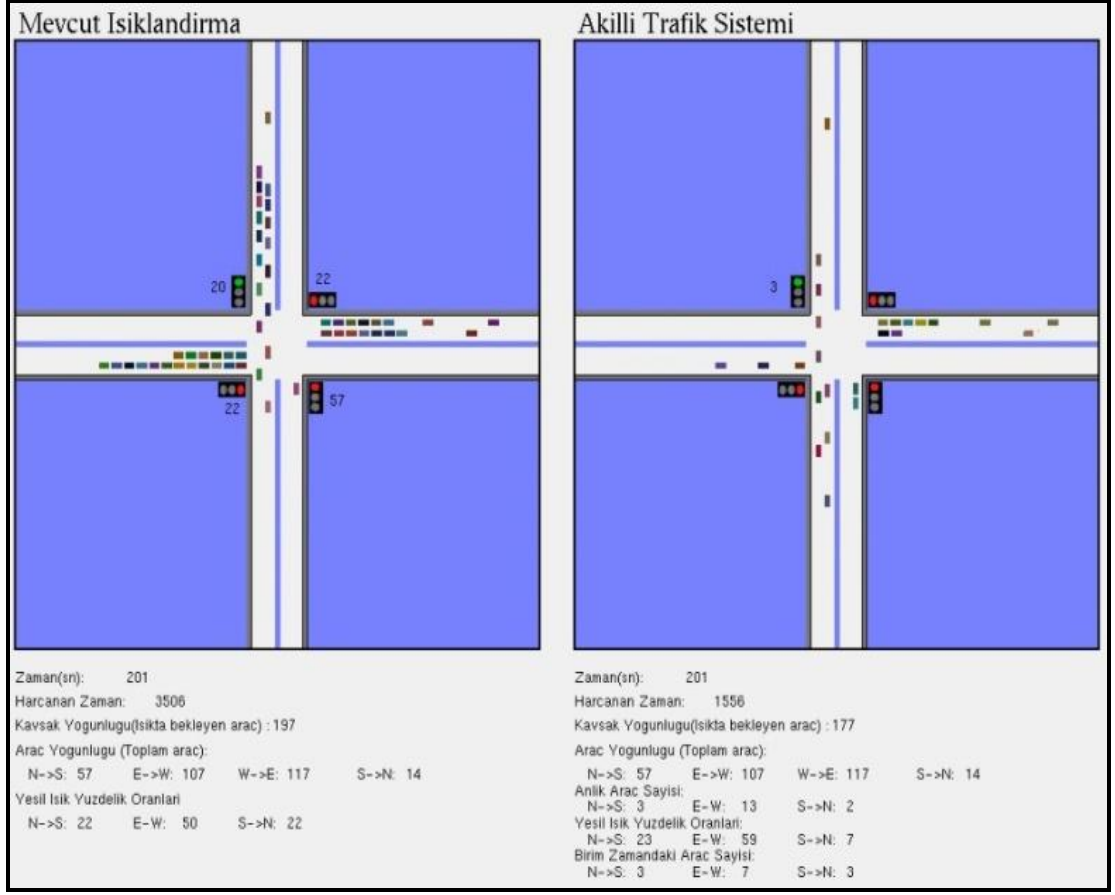 Mevcut Isiklandirma
20
22
22
57
Zaman(sn): 201
Harcanan Zaman: 3506
Kavsak Yogunlugu(Isikta bekleyen arac) : 197
Arac Yogunlugu (Toplam arac):
N->S: 57 E->W: 107 W->E: 117 S->N: 14
Yesil Isik Yuzdelik Oranlari
N->S: 22 E-W: 50 S->N: 22
Akilli Trafik Sistemi
3
Zaman(sn): 201
Harcanan Zaman: 1556
Kavsak Yogunlugu(Isikta bekleyen arac) : 177
Arac Yogunlugu (Toplam arac):
N->S: 57 E->W: 107 W->E: 117 S->N: 14
Anlik Arac Sayisi:
N->S: 3 E-W: 13 S->N: 2
Yesil Isik Yuzdelik Oranlari:
N->S: 23 E-W: 59 S->N: 7
Birim Zamandaki Arac Sayisi:
N->S: 3 E-W: 7 S->N: 3